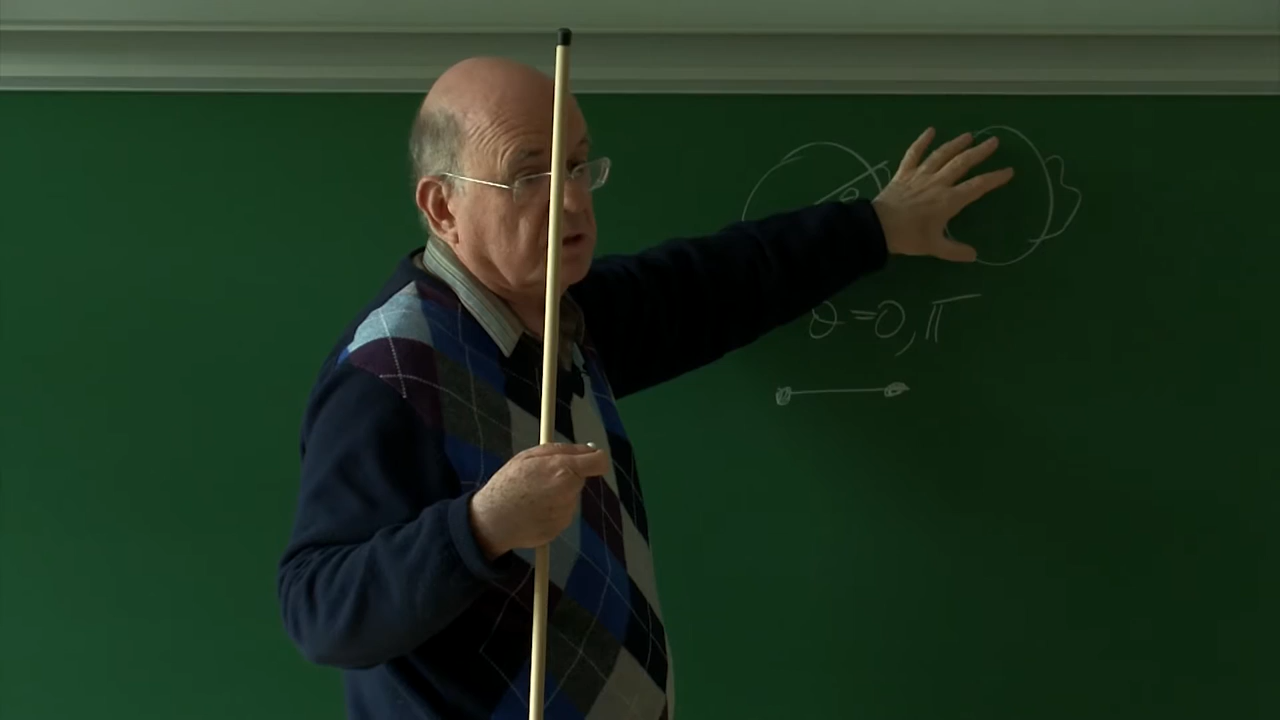 θ = 0, π